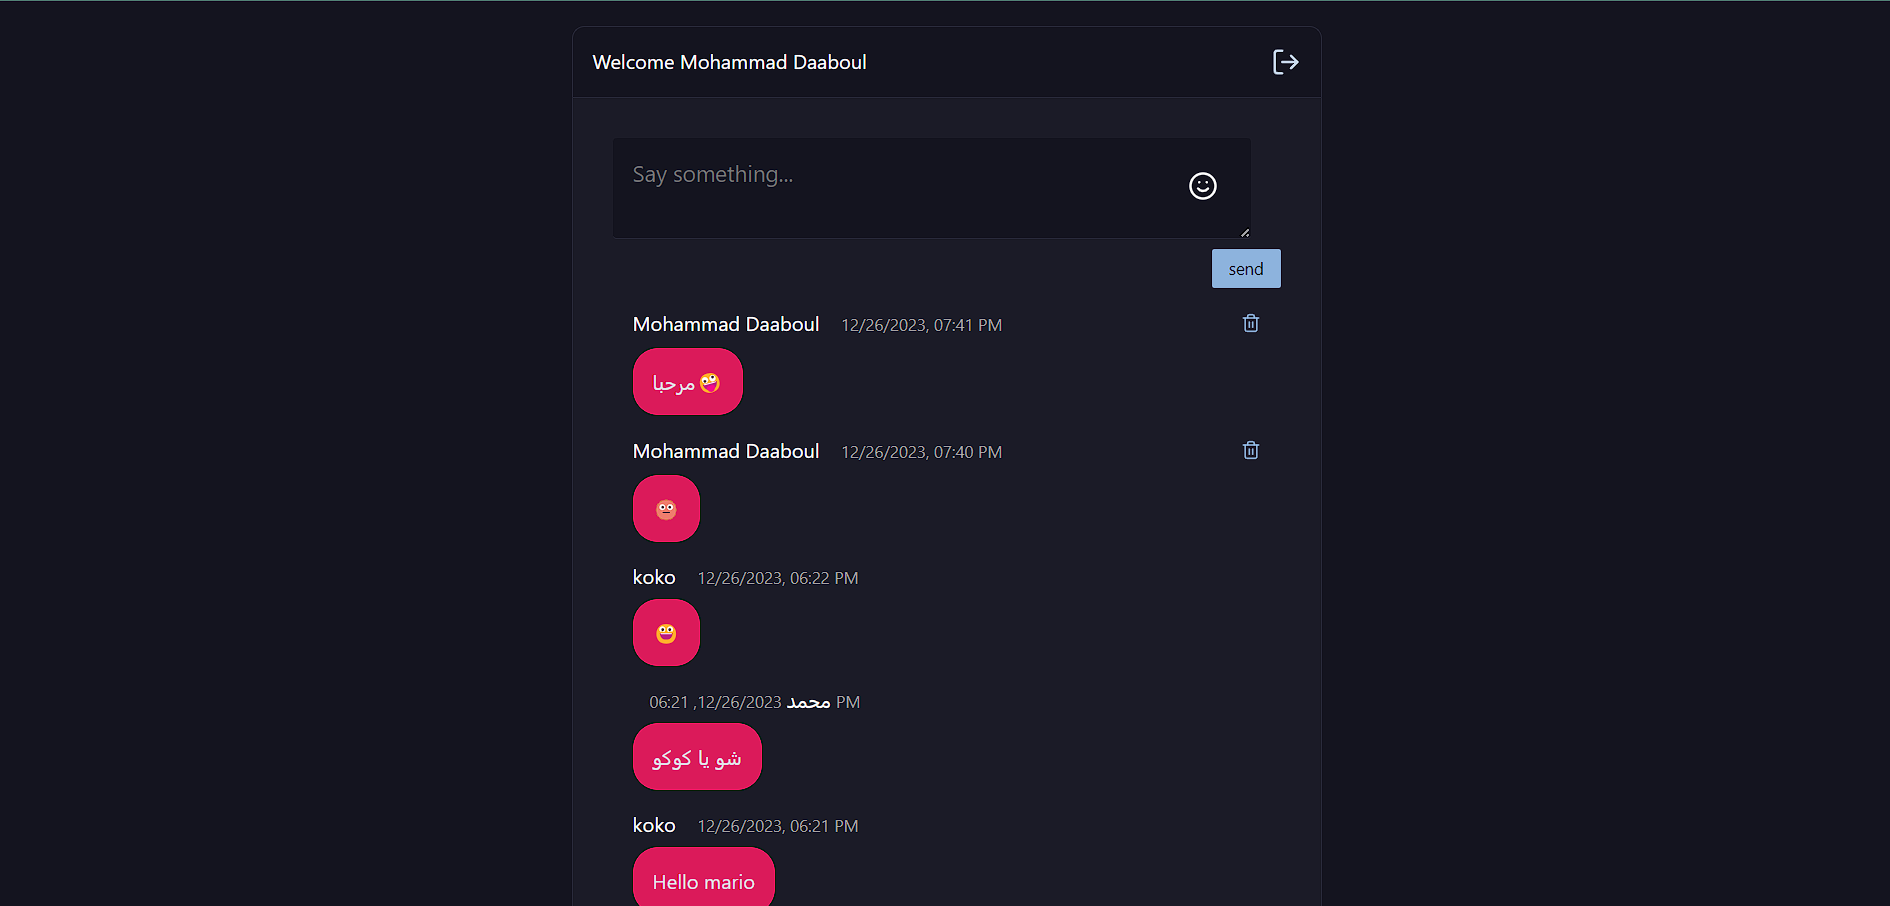 Welcome Mohammad Daaboul
Say something...
send
Mohammad Daaboul 12/26/2023, 07:41 PM
مرحبا 🤪
Mohammad Daaboul 12/26/2023, 07:40 PM
😳
koko 12/26/2023, 06:22 PM
😀
محمد 12/26/2023, 06:21 PM
شو يا كوكو
koko 12/26/2023, 06:21 PM
Hello mario